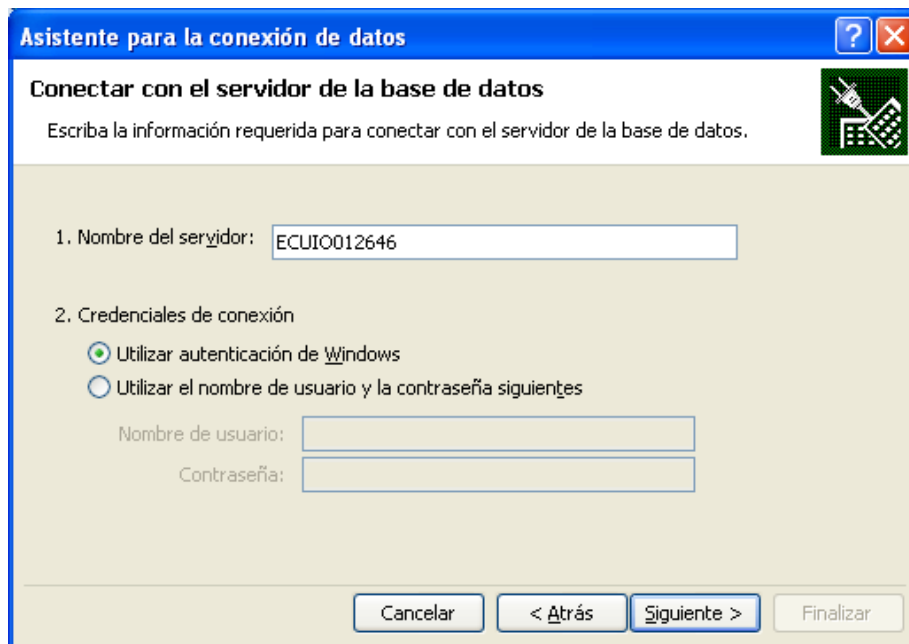 Asistente para la conexión de datos
?
Conectar con el servidor de la base de datos
Escriba la información requerida para conectar con el servidor de la base de datos.
1. Nombre del servidor: ECUIO012646
2. Credenciales de conexión
Utilizar autenticación de Windows
Utilizar el nombre de usuario y la contraseña siguientes
Nombre de usuario:
Contraseña:
Cancelar < Atrás Siguiente > Finalizar